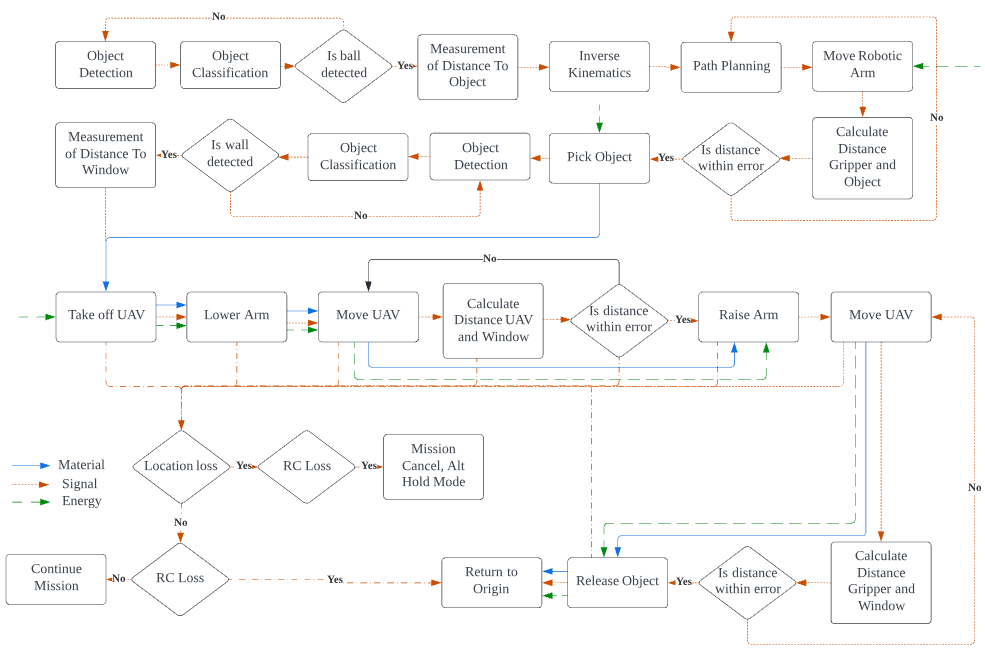 No
Object
Detection
Object
Classification
Is ball
detected
Yes
Measurement
of Distance To
Object
Inverse
Kinematics
Path Planning
Move Robotic
Arm
No
Measurement
of Distance To
Window
Yes
Is wall
detected
Object
Classification
Object
Detection
Pick Object
Yes
Is distance
within error
Calculate
Distance
Gripper and
Object
No
No
Take off UAV
Lower Arm
Move UAV
Calculate
Distance UAV
and Window
Is distance
within error
Yes
Raise Arm
Move UAV
Location loss
Yes
RC Loss
Yes
Mission
Cancel, Alt
Hold Mode
Material
Signal
Energy
No
No
Continue
Mission
No
RC Loss
Yes
Return to
Origin
Release Object
Yes
Is distance
within error
Calculate
Distance
Gripper and
Window